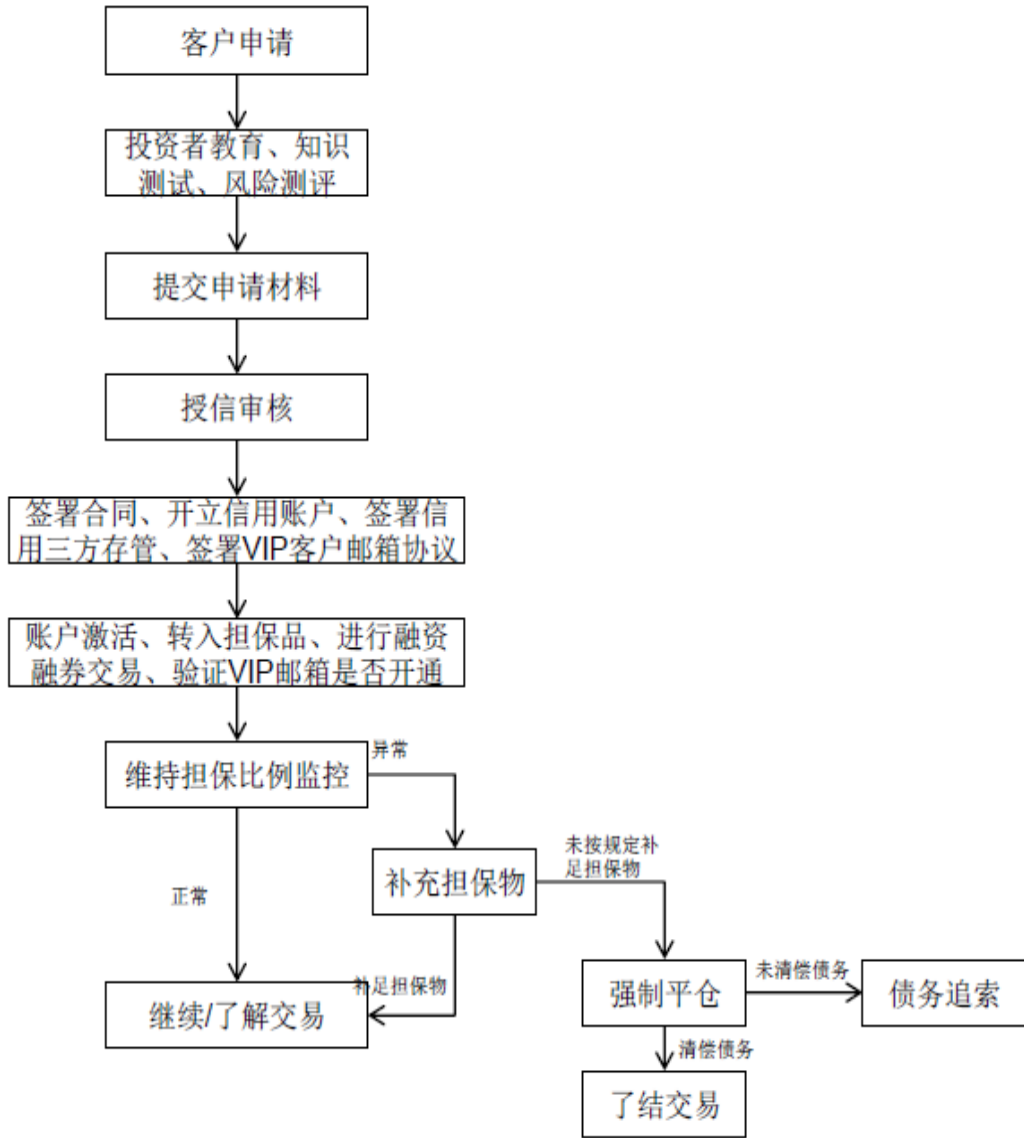 客户申请
投资者教育、知识
测试、风险测评
提交申请材料
授信审核
签署合同、开立信用账户、签署信
用三方存管、签署VIP客户邮箱协议
账户激活、转入担保品、进行融资
融券交易、验证VIP邮箱是否开通
维持担保比例监控
异常
补充担保物
未按规定补
足担保物
正常
补足担保物
继续/了解交易
强制平仓
未清偿债务
债务追索
清偿债务
了结交易